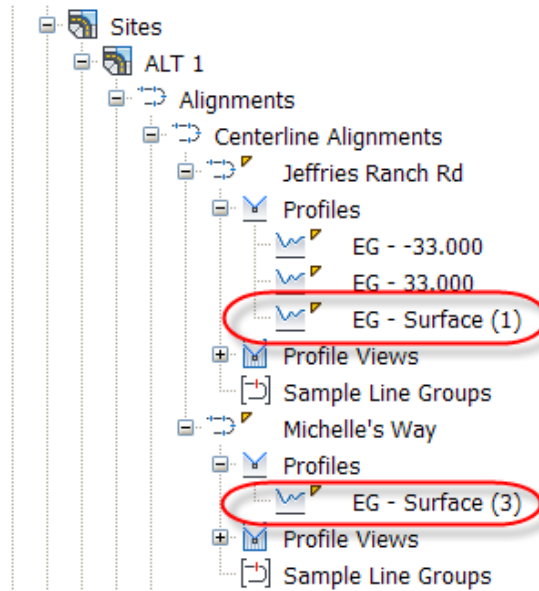 Sites
ALT 1
Alignments
Centerline Alignments
Jeffries Ranch Rd
Profiles
EG - -33.000
EG - 33.000
EG - Surface (1)
Profile Views
Sample Line Groups
Michelle's Way
Profiles
EG - Surface (3)
Profile Views
Sample Line Groups